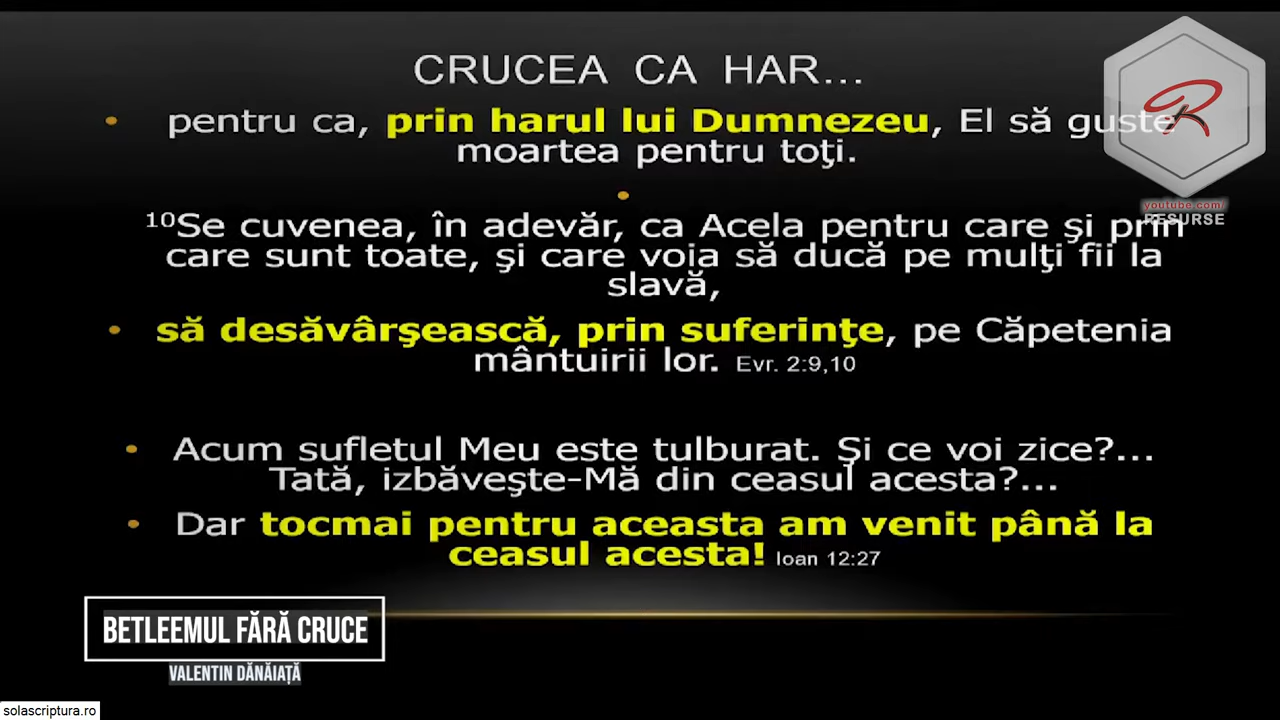 CRUCEA CA HAR...
• pentru ca, prin harul lui Dumnezeu, El să guste
moartea pentru toţi.
•
¹⁰Se cuvenea, în adevăr, ca Acela pentru care şi prin
care sunt toate, şi care voia să ducă pe mulţi fii la
slavă,
• să desăvârşească, prin suferinţe, pe Căpetenia
mântuirii lor. Evr. 2:9,10
• Acum sufletul Meu este tulburat. Şi ce voi zice?...
Tată, izbăveşte-Mă din ceasul acesta?...
• Dar tocmai pentru aceasta am venit până la
ceasul acesta! Ioan 12:27
R
youtube.com/
RESURSE
BETLEEMUL FĂRĂ CRUCE
VALENTIN DĂNĂIAȚĂ
solascriptura.ro